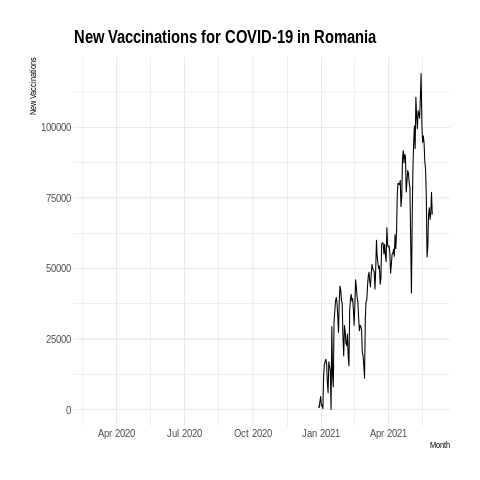 New Vaccinations for COVID-19 in Romania
New Vaccinations
100000
75000
50000
25000
0
Apr 2020 Jul 2020 Oct 2020 Jan 2021 Apr 2021
Month